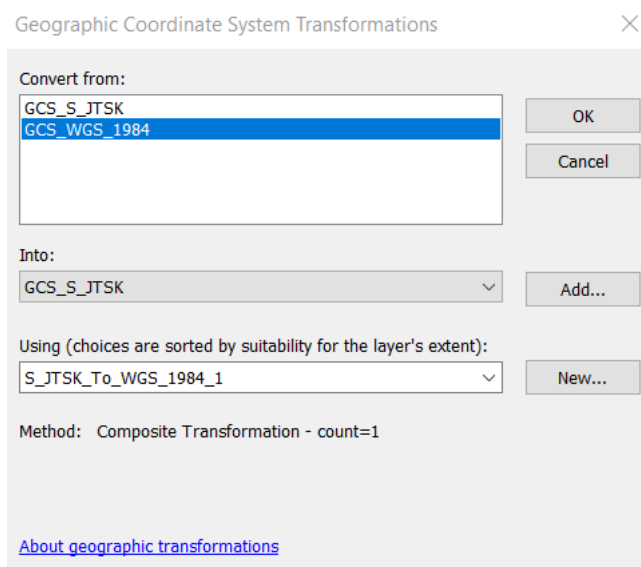 Geographic Coordinate System Transformations
Convert from:
GCS_S_JTSK
GCS_WGS_1984
OK
Cancel
Into:
GCS_S_JTSK
Add...
Using (choices are sorted by suitability for the layer's extent):
S_JTSK_To_WGS_1984_1
New...
Method: Composite Transformation - count=1
About geographic transformations